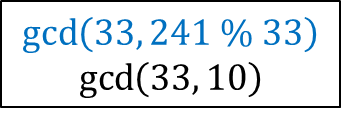 gcd(33, 241 % 33)
gcd(33, 10)